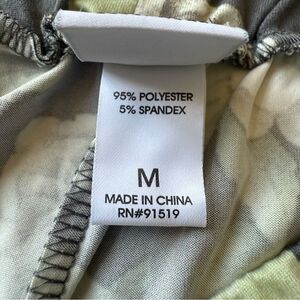 95% POLYESTER
5% SPANDEX
M
MADE IN CHINA
RN#91519